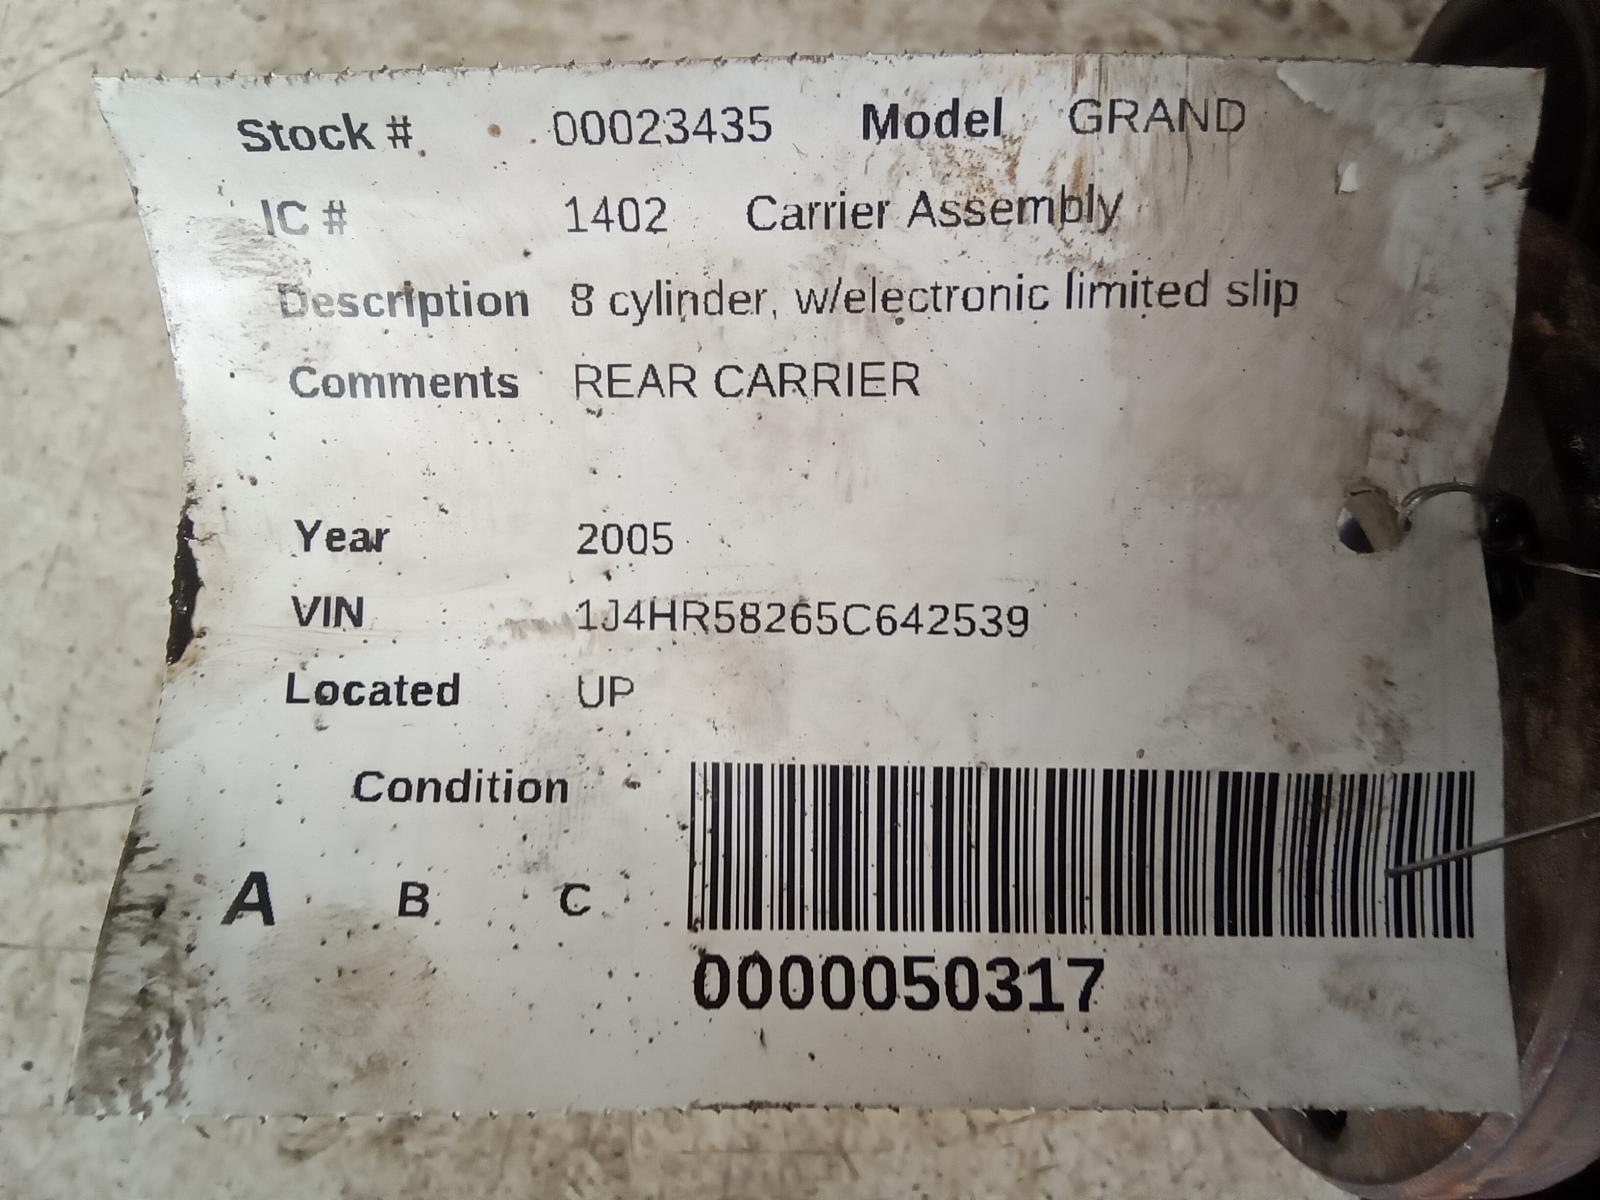 Stock # 00023435 Model GRAND
IC # 1402 Carrier Assembly
Description 8 cylinder, w/electronic limited slip
Comments REAR CARRIER
Year 2005
VIN 1J4HR58265C642539
Located UP
Condition
A B C
0000050317